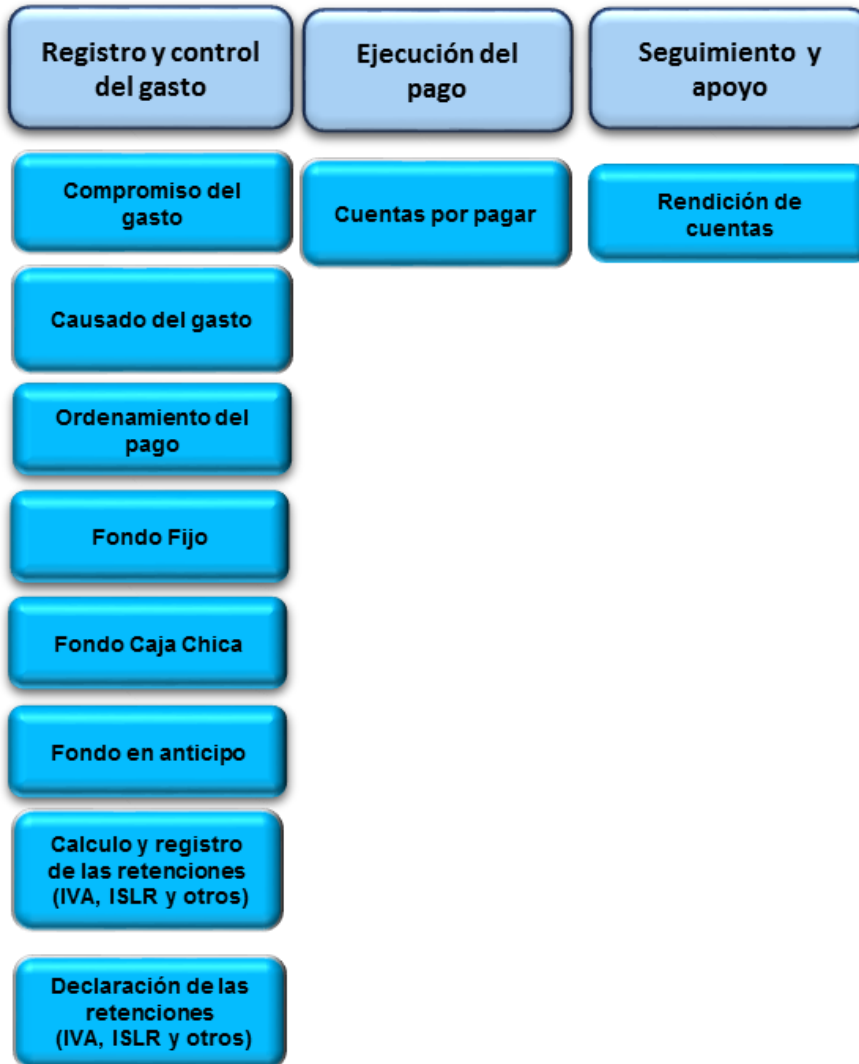 Registro y control
del gasto
Ejecución del
pago
Seguimiento y
apoyo
Compromiso del
gasto
Cuentas por pagar
Rendición de
cuentas
Causado del gasto
Ordenamiento del
pago
Fondo Fijo
Fondo Caja Chica
Fondo en anticipo
Calculo y registro
de las retenciones
(IVA, ISLR y otros)
Declaración de las
retenciones
(IVA, ISLR y otros)